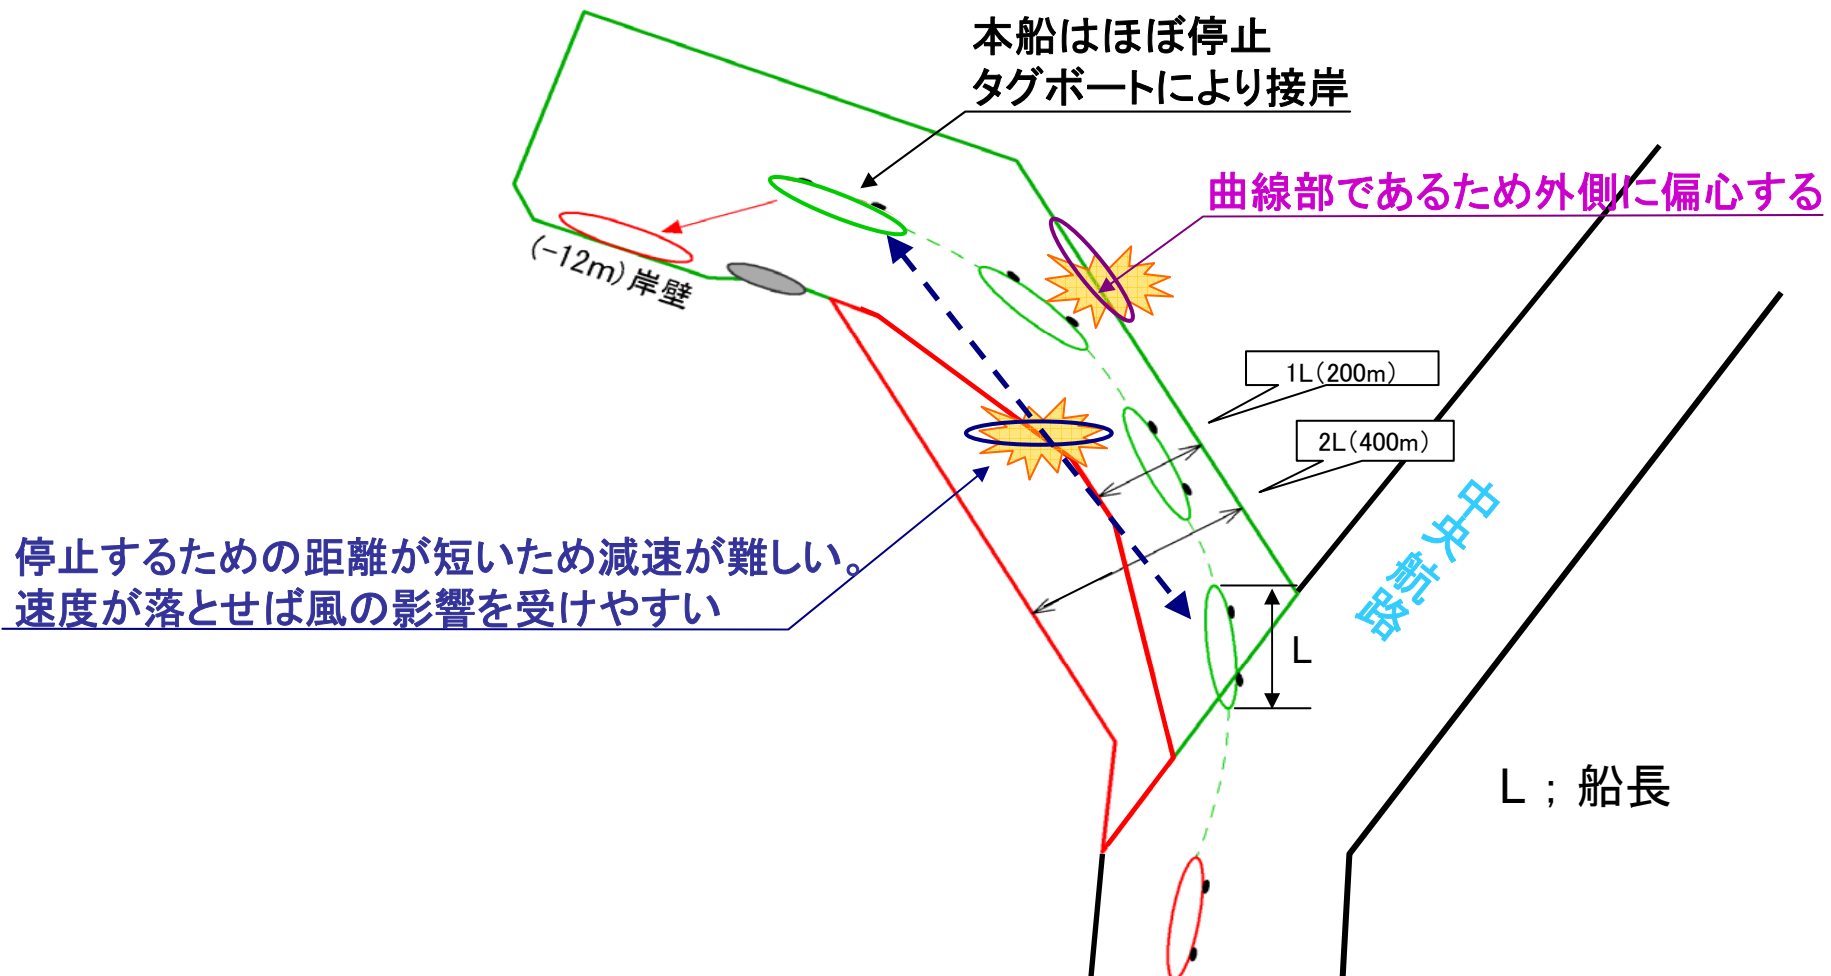 本船はほぼ停止
タグボートにより接岸
曲線部であるため外側に偏心する
(-12m)岸壁
1L(200m)
2L(400m)
中央航路
停止するための距離が短いため減速が難しい。
速度が落とせば風の影響を受けやすい
L
L;船長